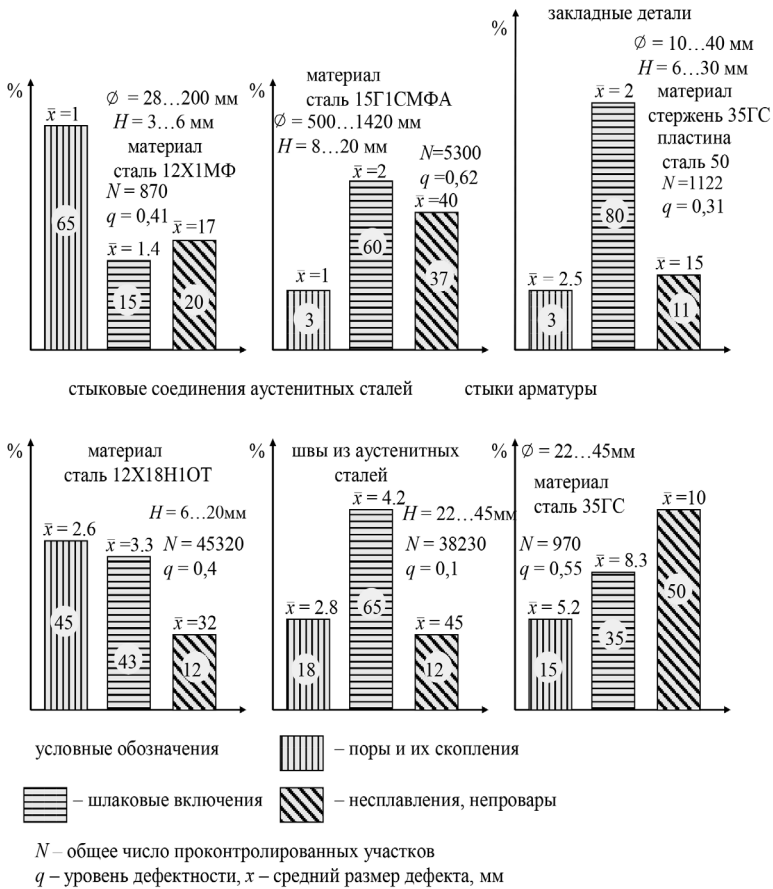 закладные детали
%
∅ = 10…40 мм
H = 6…30 мм
x̅ = 2
материал
стержень 35ГС
пластина
сталь 50
N =1122
q = 0,31
80
x̅ = 2.5
3
x̅ = 15
11
%
x̅ =1
∅ = 28…200 мм
H = 3…6 мм
материал
сталь 12Х1МФ
N = 870
q = 0,41
65
x̅ = 1.4
15
x̅ =17
20
%
материал
сталь 15Г1СМФА
∅ = 500…1420 мм
H = 8…20 мм
N=5300
q =0,62
x̅ =1
3
x̅ =2
60
x̅ =40
37
стыковые соединения аустенитных сталей
стыки арматуры
%
материал
сталь 12Х18Н1ОТ
H = 6…20мм
N = 45320
q = 0,4
x̅ = 2.6
45
x̅ =3.3
43
x̅ =32
12
%
швы из аустенитных
сталей
x̅ = 4.2
H = 22…45мм
N = 38230
q = 0,1
x̅ = 2.8
18
65
x̅ = 45
12
%
∅ = 22…45мм
материал
сталь 35ГС
N = 970
q = 0,55
x̅ = 5.2
15
x̅ = 8.3
35
x̅ =10
50
условные обозначения
– поры и их скопления
– шлаковые включения
– несплавления, непровары
N – общее число проконтролированных участков
q – уровень дефектности, x – средний размер дефекта, мм